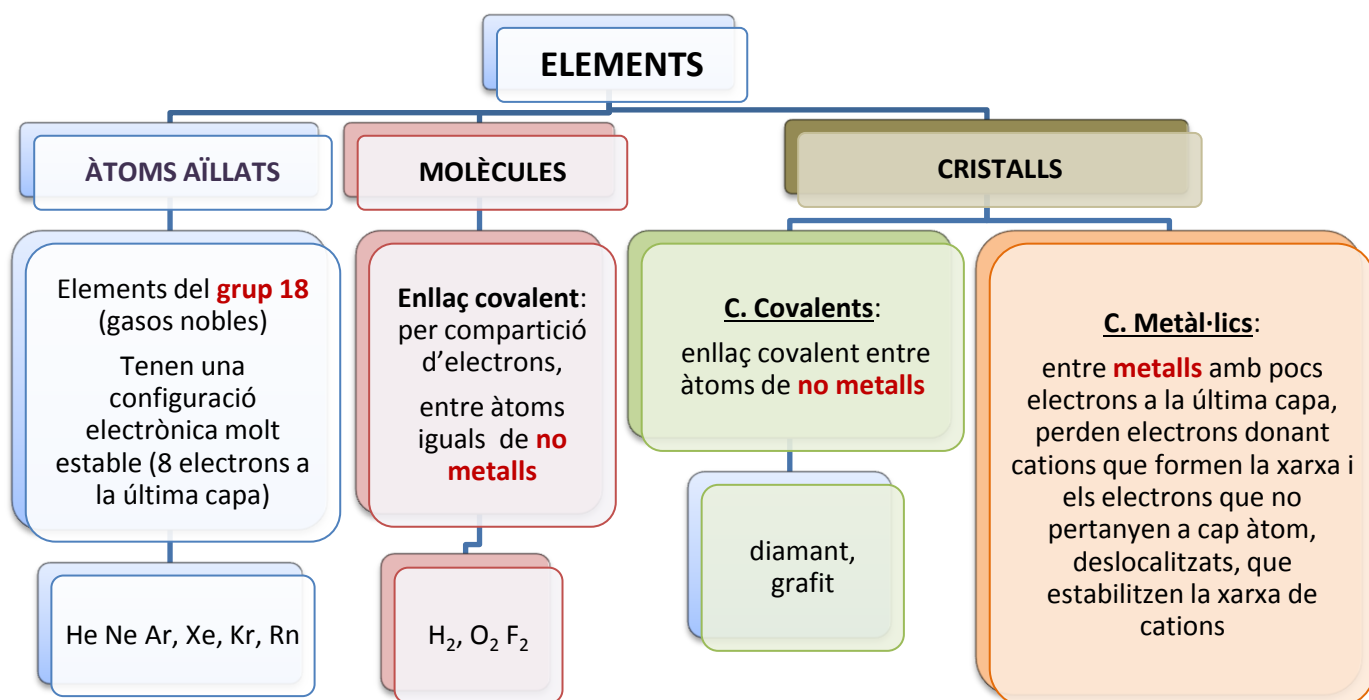 ELEMENTS
ÀTOMS AÏLLATS
MOLÈCULES
CRISTALLS
Elements del grup 18
(gasos nobles)
Tenen una
configuració
electrònica molt
estable (8 electrons a
la última capa)
Enllaç covalent:
per compartició
d’electrons,
entre àtoms
iguals de no
metalls
C. Covalents:
enllaç covalent entre
àtoms de no metalls
C. Metàl·lics:
entre metalls amb pocs
electrons a la última capa,
perden electrons donant
cations que formen la xarxa i
els electrons que no
pertanyen a cap àtom,
deslocalitzats, que
estabilitzen la xarxa de
cations
He Ne Ar, Xe, Kr, Rn
H₂, O₂ F₂
diamant,
grafit